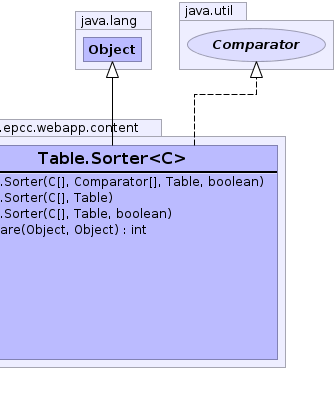 java.lang
java.util
Object
Comparator
.epcc.webapp.content
Table.Sorter<C>
.Sorter(C[], Comparator[], Table, boolean)
.Sorter(C[], Table)
.Sorter(C[], Table, boolean)
are(Object, Object) : int